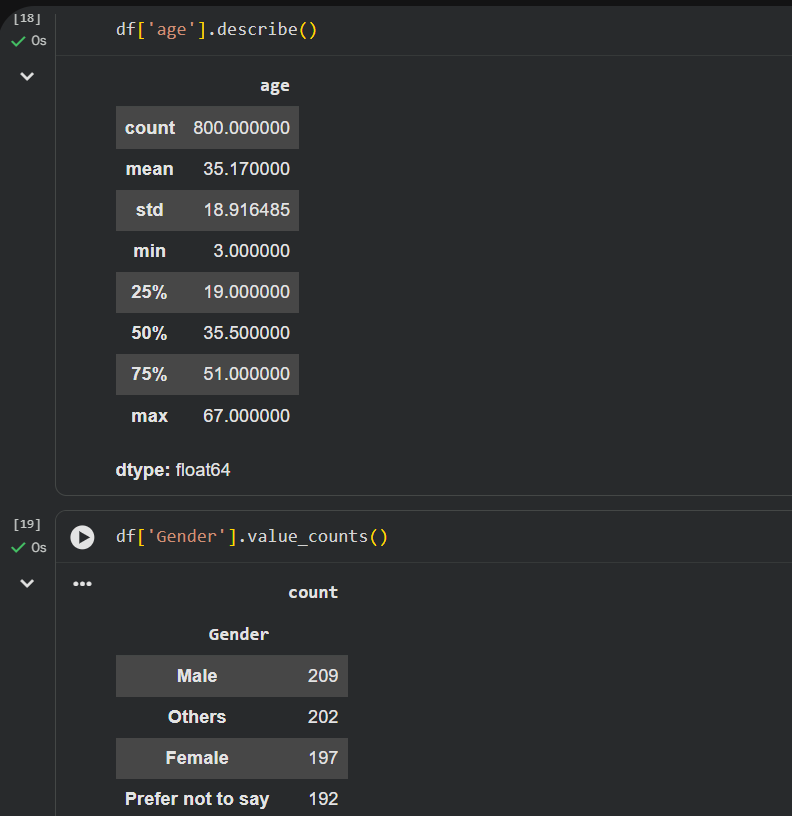 [18]
0s
df['age'].describe()
age
count 800.000000
mean 35.170000
std 18.916485
min 3.000000
25% 19.000000
50% 35.500000
75% 51.000000
max 67.000000
dtype: float64
[19]
0s
df['Gender'].value_counts()
count
Gender
Male 209
Others 202
Female 197
Prefer not to say 192